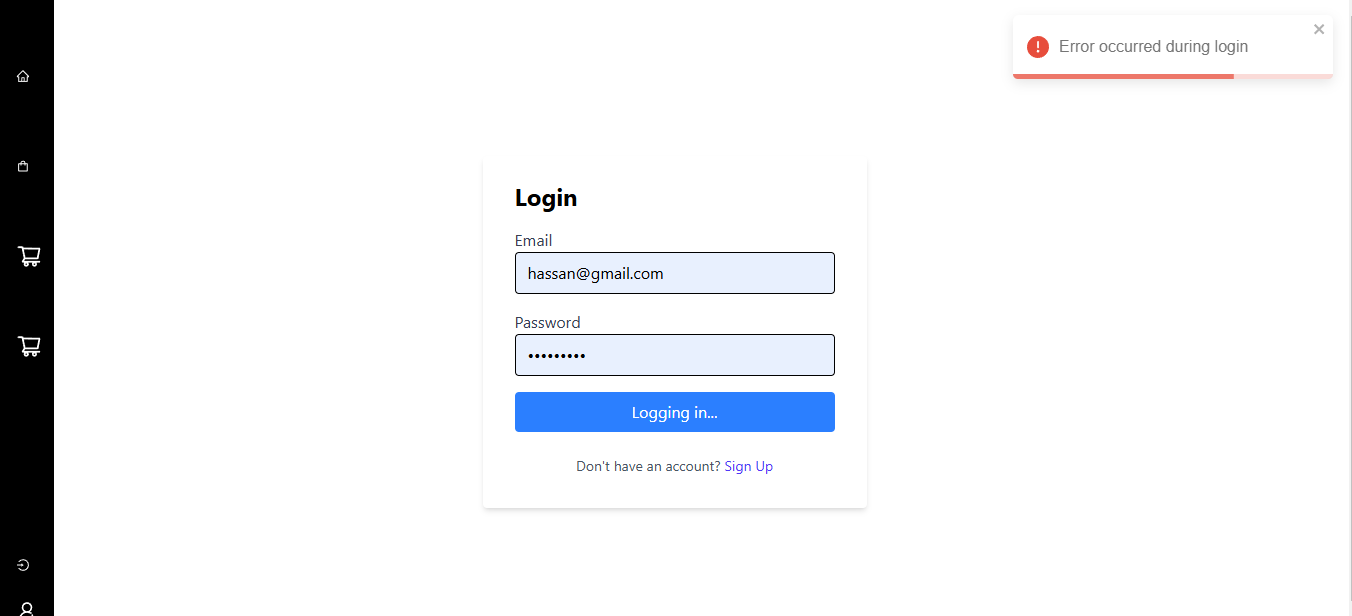 Error occurred during login
Login
Email
hassan@gmail.com
Password
•••••••••
Logging in...
Don't have an account? Sign Up